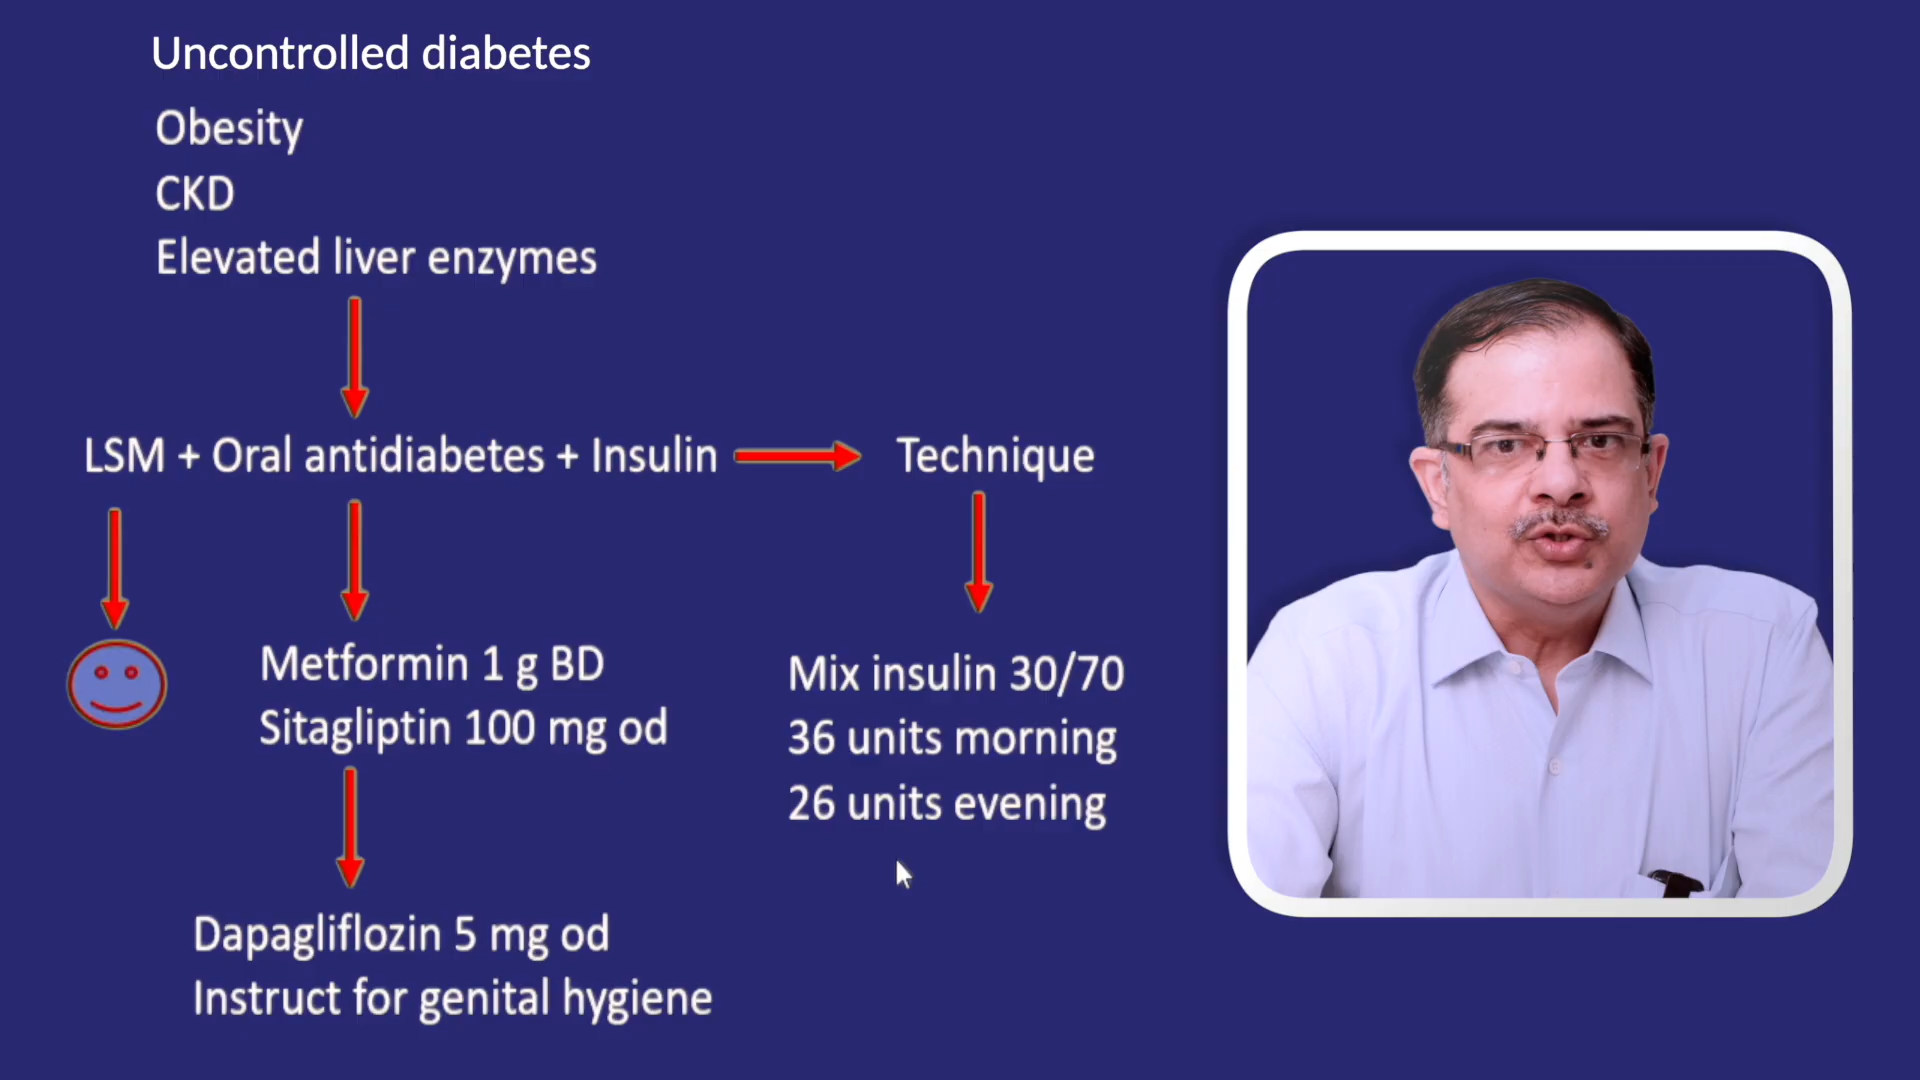 Uncontrolled diabetes
Obesity
CKD
Elevated liver enzymes
LSM + Oral antidiabetes + Insulin
Technique
Metformin 1 g BD
Sitagliptin 100 mg od
Mix insulin 30/70
36 units morning
26 units evening
Dapagliflozin 5 mg od
Instruct for genital hygiene